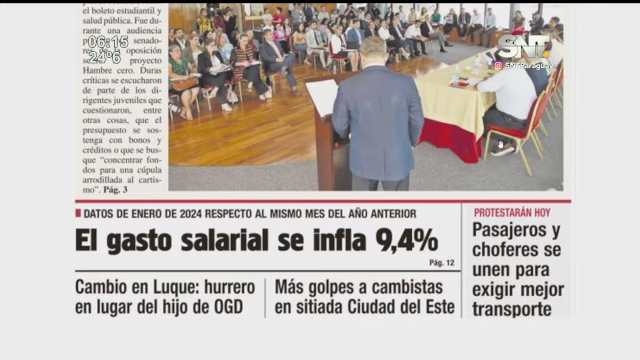 06:15
24°6
SNT
SNTParaguay
el boleto estudiantil y
salud pública. Fue du-
rante una audiencia
senado-
oposición
proyecto
Hambre cero. Duras
críticas se escucharon
de parte de los di-
rigentes juveniles que
cuestionaron, entre
otras cosas, que el
presupuesto se sos-
tenga con bonos y
créditos o que se bus-
que “concentrar fon-
dos para una cúpula
arrodillada al cartis-
mo”. Pág. 3
DATOS DE ENERO DE 2024 RESPECTO AL MISMO MES DEL AÑO ANTERIOR
El gasto salarial se infla 9,4%
Pág. 12
Cambio en Luque: hurrero
en lugar del hijo de OGD
Más golpes a cambistas
en sitiada Ciudad del Este
PROTESTARÁN HOY
Pasajeros y
choferes se
unen para
exigir mejor
transporte